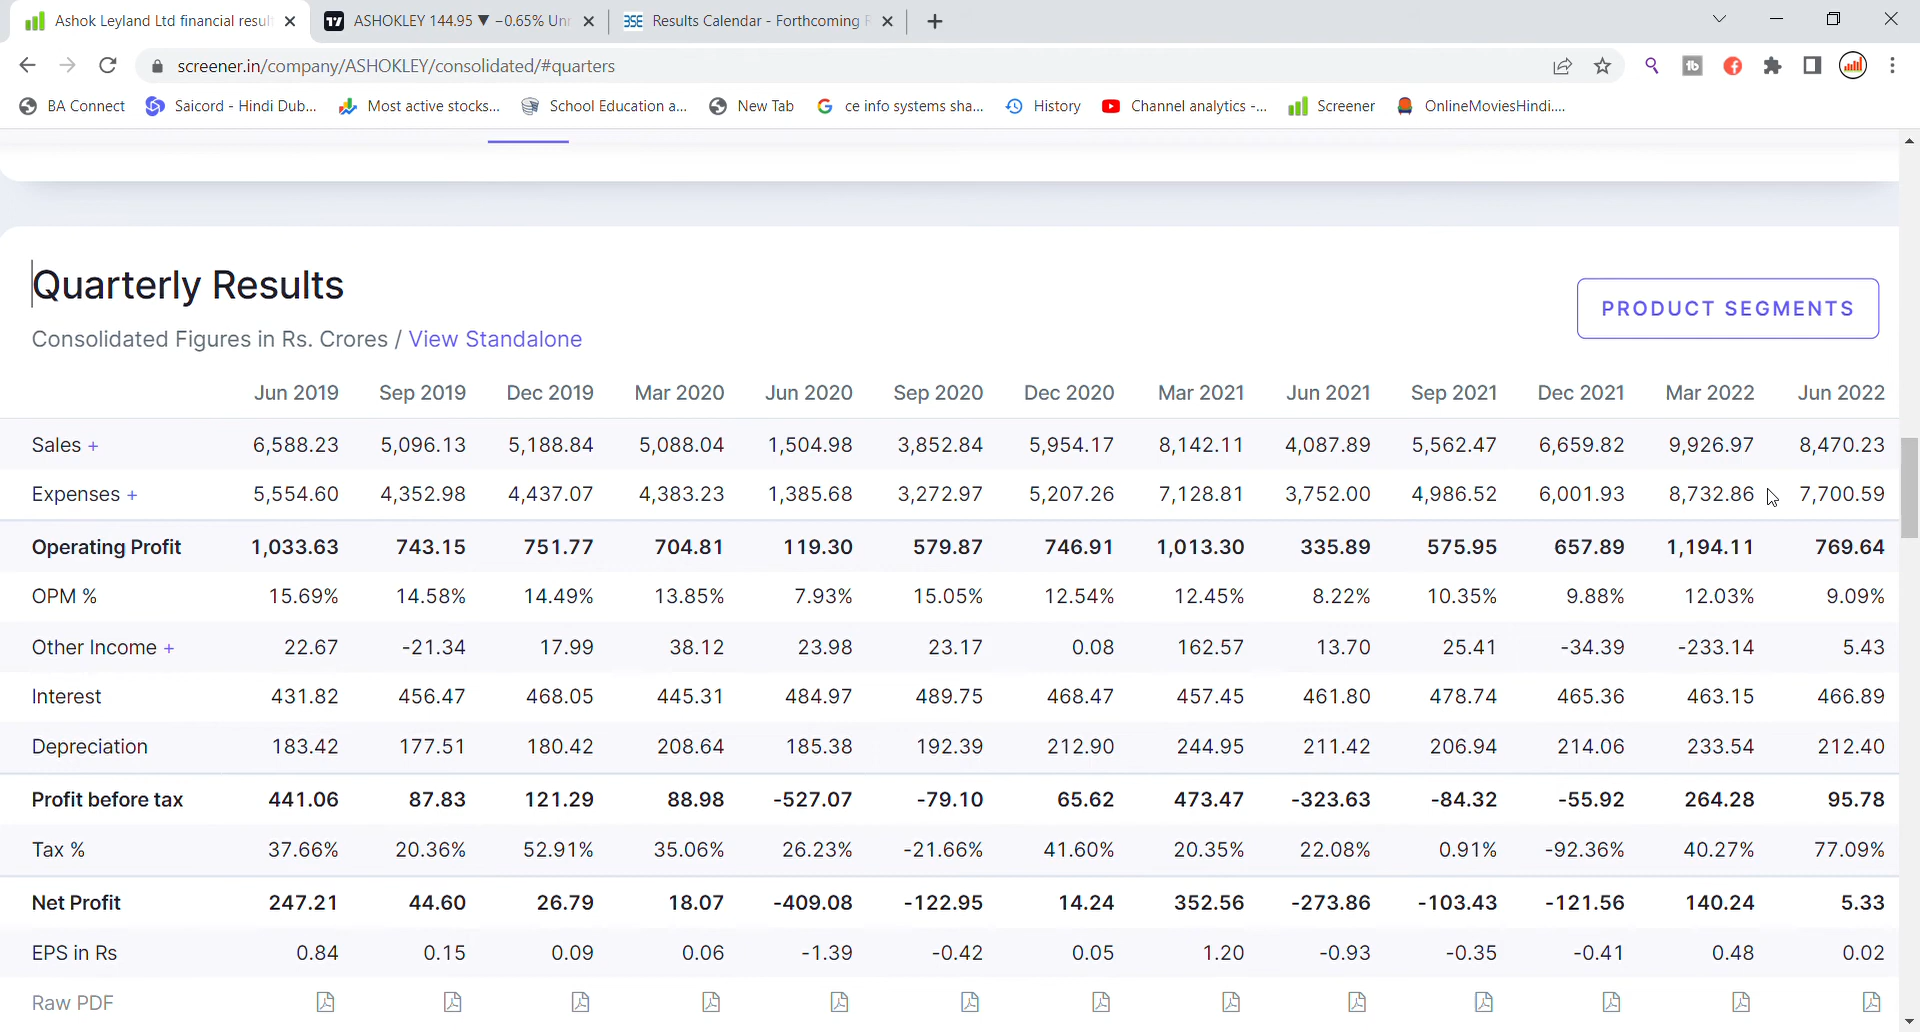 Ashok Leyland Ltd financial resul
ASHOKLEY 144.95 ▼ −0.65% Un
BSE Results Calendar - Forthcoming
screener.in/company/ASHOKLEY/consolidated/#quarters
BA Connect Saicord - Hindi Dub... Most active stocks... School Education a... New Tab ce info systems sha... History Channel analytics -... Screener OnlineMoviesHindi....
Quarterly Results
PRODUCT SEGMENTS
Consolidated Figures in Rs. Crores / View Standalone
Jun 2019 Sep 2019 Dec 2019 Mar 2020 Jun 2020 Sep 2020 Dec 2020 Mar 2021 Jun 2021 Sep 2021 Dec 2021 Mar 2022 Jun 2022
Sales + 6,588.23 5,096.13 5,188.84 5,088.04 1,504.98 3,852.84 5,954.17 8,142.11 4,087.89 5,562.47 6,659.82 9,926.97 8,470.23
Expenses + 5,554.60 4,352.98 4,437.07 4,383.23 1,385.68 3,272.97 5,207.26 7,128.81 3,752.00 4,986.52 6,001.93 8,732.86 7,700.59
Operating Profit 1,033.63 743.15 751.77 704.81 119.30 579.87 746.91 1,013.30 335.89 575.95 657.89 1,194.11 769.64
OPM % 15.69% 14.58% 14.49% 13.85% 7.93% 15.05% 12.54% 12.45% 8.22% 10.35% 9.88% 12.03% 9.09%
Other Income + 22.67 -21.34 17.99 38.12 23.98 23.17 0.08 162.57 13.70 25.41 -34.39 -233.14 5.43
Interest 431.82 456.47 468.05 445.31 484.97 489.75 468.47 457.45 461.80 478.74 465.36 463.15 466.89
Depreciation 183.42 177.51 180.42 208.64 185.38 192.39 212.90 244.95 211.42 206.94 214.06 233.54 212.40
Profit before tax 441.06 87.83 121.29 88.98 -527.07 -79.10 65.62 473.47 -323.63 -84.32 -55.92 264.28 95.78
Tax % 37.66% 20.36% 52.91% 35.06% 26.23% -21.66% 41.60% 20.35% 22.08% 0.91% -92.36% 40.27% 77.09%
Net Profit 247.21 44.60 26.79 18.07 -409.08 -122.95 14.24 352.56 -273.86 -103.43 -121.56 140.24 5.33
EPS in Rs 0.84 0.15 0.09 0.06 -1.39 -0.42 0.05 1.20 -0.93 -0.35 -0.41 0.48 0.02
Raw PDF